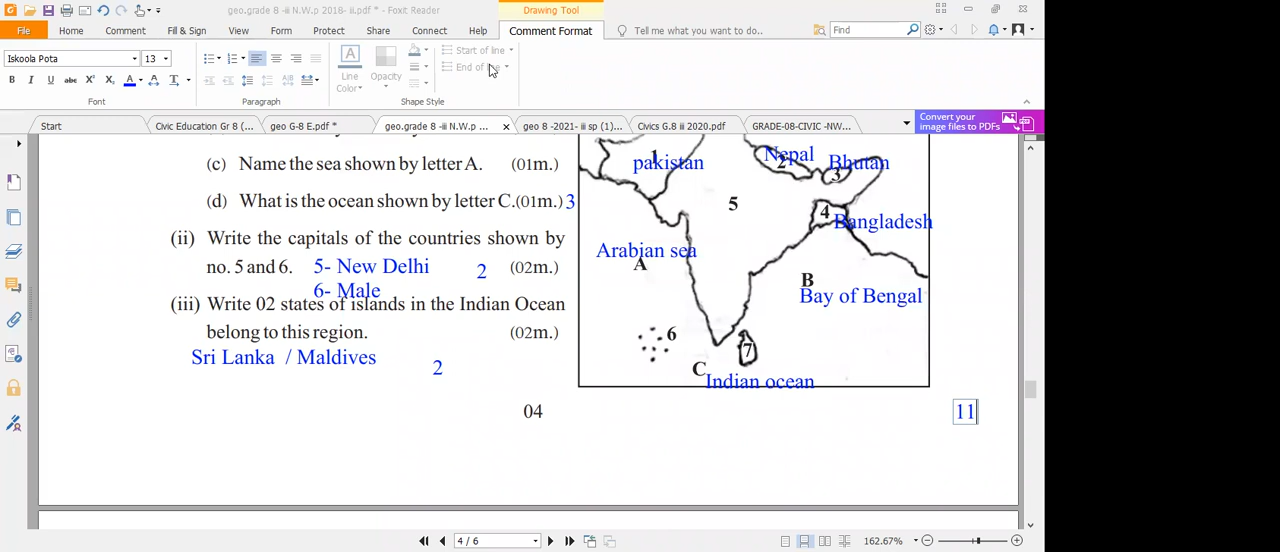 geo.grade 8 -iii N.W.p 2018- ii.pdf * - Foxit Reader
Drawing Tool
File Home Comment Fill & Sign View Form Protect Share Connect Help Comment Format Tell me what you want to do.. Find
Iskoola Pota 13
Line Color
Opacity
Start of line
End of line
B I U abc X² X₂ A A T
Font Paragraph Shape Style
Start
Civic Education Gr 8 (...
geo G-8 E.pdf *
geo.grade 8 -ii N.W.p ...
geo 8 -2021- ii sp (1)...
Civics G.8 ii 2020.pdf
GRADE-08-CIVIC -NW...
Convert your image files to PDFs
(c) Name the sea shown by letter A. (01m.)
(d) What is the ocean shown by letter C.(01m.) 3
(ii) Write the capitals of the countries shown by
no. 5 and 6. 5- New Delhi 2 (02m.)
6- Male
(iii) Write 02 states of islands in the Indian Ocean
belong to this region. (02m.)
Sri Lanka / Maldives
2
1
pakistan
Nepal
2
Bhutan
3
5
4
Bangladesh
Arabian sea
A
B
Bay of Bengal
6
7
C
Indian ocean
04
11
4 / 6
162.67%